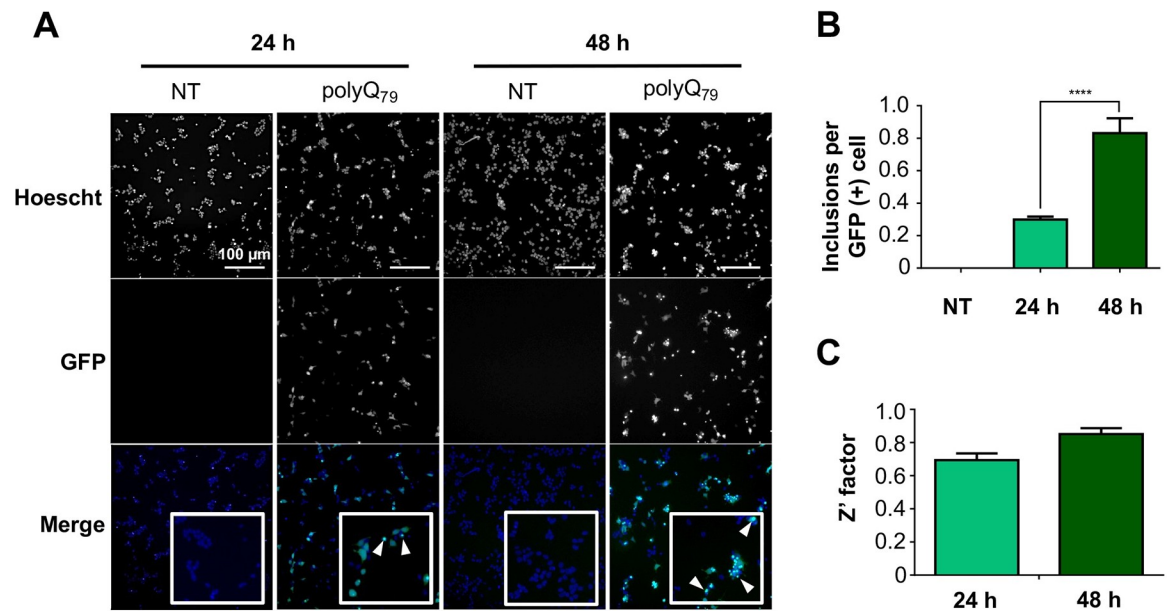 A
24 h
48 h
NT
polyQ79
NT
polyQ79
Hoescht
100 µm
GFP
Merge
B
Inclusions per
GFP (+) cell
1.0
0.8
0.6
0.4
0.2
0
****
NT
24 h
48 h
C
Z' factor
1.0
0.8
0.6
0.4
0.2
0
24 h
48 h